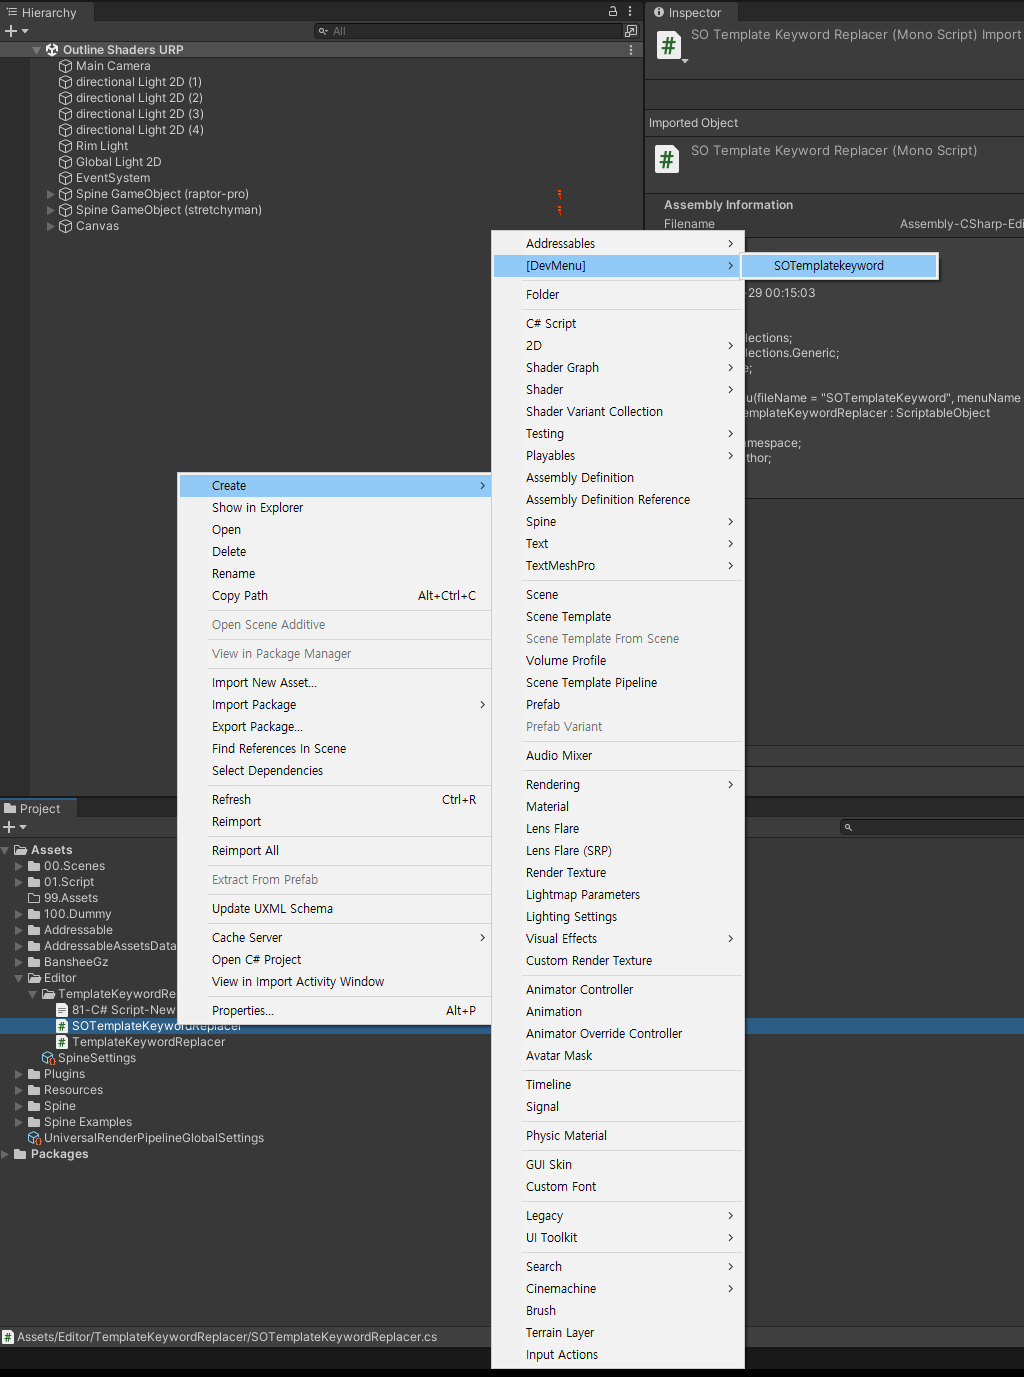 Hierarchy
All
Outline Shaders URP
Main Camera
directional Light 2D (1)
directional Light 2D (2)
directional Light 2D (3)
directional Light 2D (4)
Rim Light
Global Light 2D
EventSystem
Spine GameObject (raptor-pro)
Spine GameObject (stretchyman)
Canvas
Inspector
SO Template Keyword Replacer (Mono Script) Import
Imported Object
SO Template Keyword Replacer (Mono Script)
Assembly Information
Filename Assembly-CSharp-Edi
-29 00:15:03
lections;
lections.Generic;
e;
u(fileName = "SOTemplateKeyword", menuName
emplateKeywordReplacer : ScriptableObject
amespace;
thor;
Addressables
[DevMenu]
SOTemplatekeyword
Folder
C# Script
2D
Shader Graph
Shader
Shader Variant Collection
Testing
Playables
Assembly Definition
Assembly Definition Reference
Spine
Text
TextMeshPro
Scene
Scene Template
Scene Template From Scene
Volume Profile
Scene Template Pipeline
Prefab
Prefab Variant
Audio Mixer
Rendering
Material
Lens Flare
Lens Flare (SRP)
Render Texture
Lightmap Parameters
Lighting Settings
Visual Effects
Custom Render Texture
Animator Controller
Animation
Animator Override Controller
Avatar Mask
Timeline
Signal
Physic Material
GUI Skin
Custom Font
Legacy
UI Toolkit
Search
Cinemachine
Brush
Terrain Layer
Input Actions
Create
Show in Explorer
Open
Delete
Rename
Copy Path Alt+Ctrl+C
Open Scene Additive
View in Package Manager
Import New Asset...
Import Package
Export Package...
Find References In Scene
Select Dependencies
Refresh Ctrl+R
Reimport
Reimport All
Extract From Prefab
Update UXML Schema
Cache Server
Open C# Project
View in Import Activity Window
Properties... Alt+P
Project
Assets
00.Scenes
01.Script
99.Assets
100.Dummy
Addressable
AddressableAssetsData
BansheeGz
Editor
TemplateKeywordRe
81-C# Script-New
SOTemplateKeywordReplacer
TemplateKeywordReplacer
SpineSettings
Plugins
Resources
Spine
Spine Examples
UniversalRenderPipelineGlobalSettings
Packages
Assets/Editor/TemplateKeywordReplacer/SOTemplateKeywordReplacer.cs